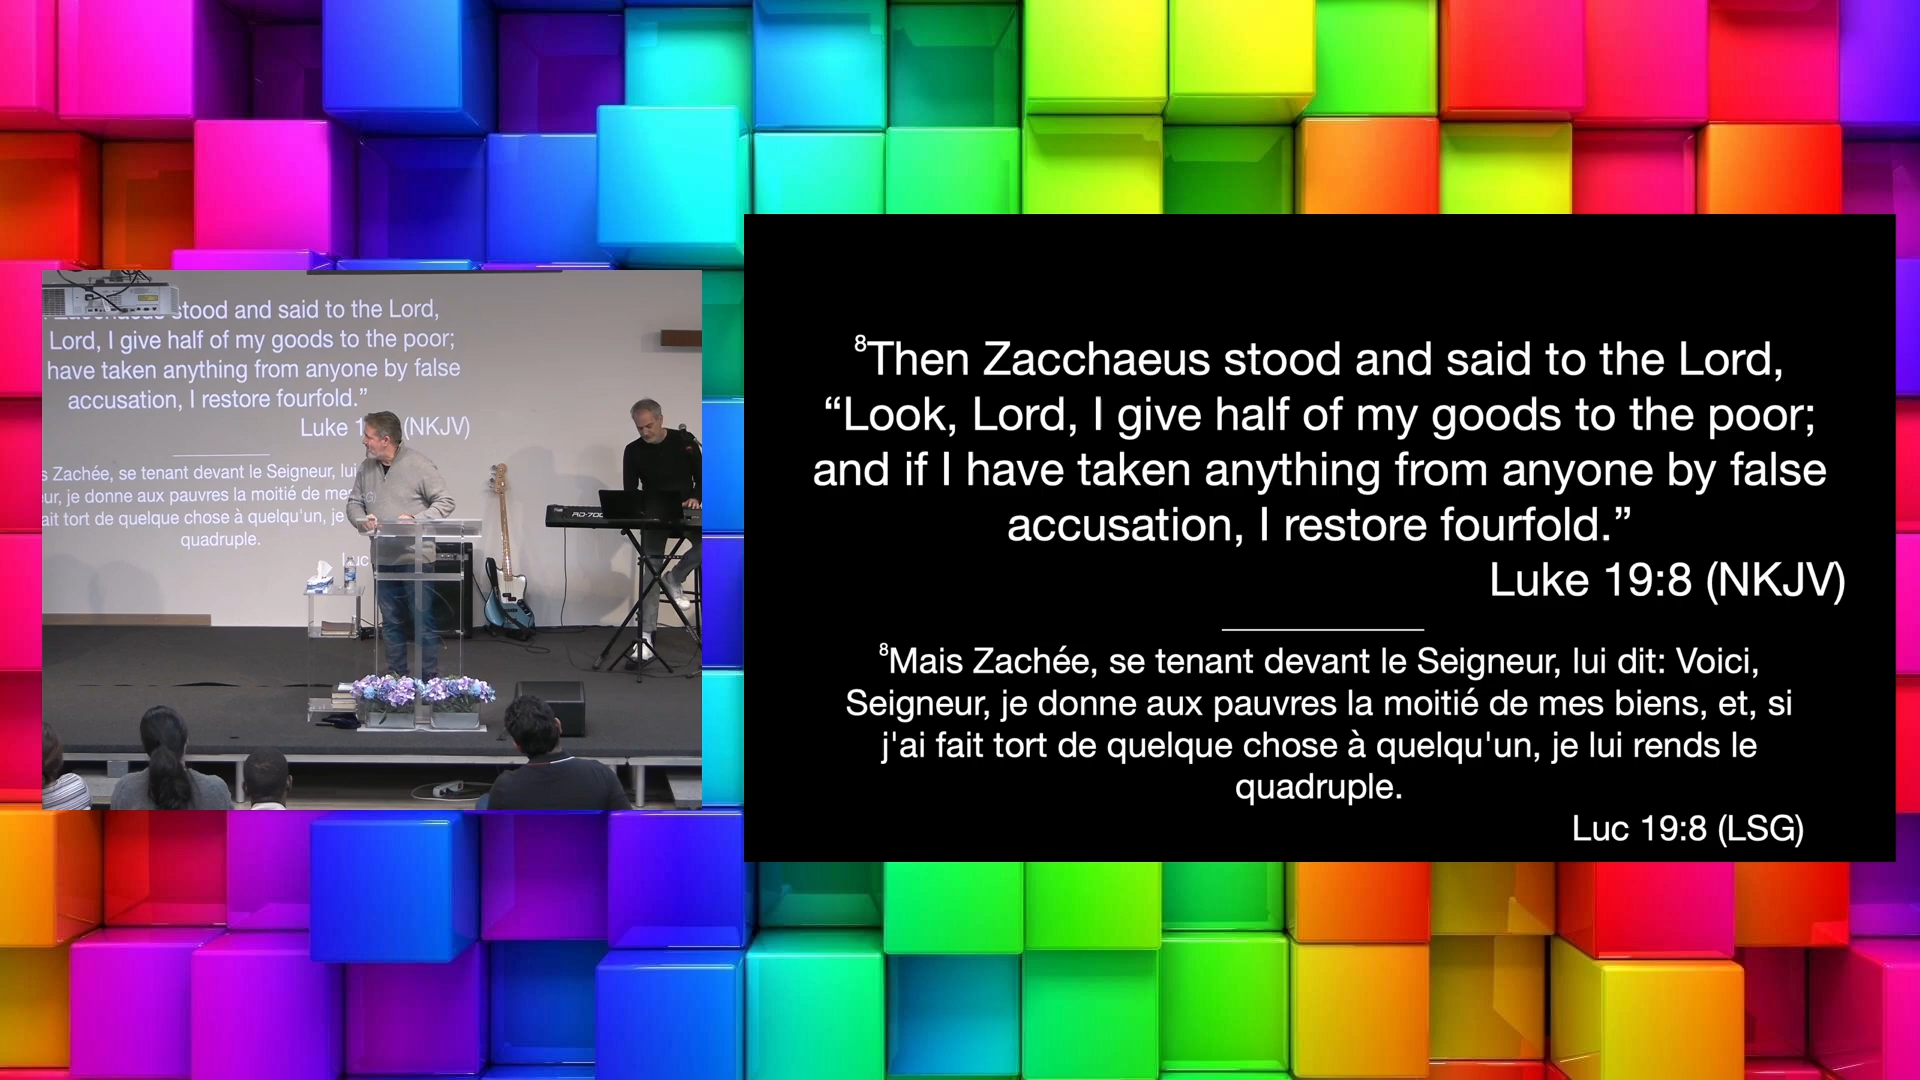 stood and said to the Lord,
Lord, I give half of my goods to the poor;
have taken anything from anyone by false
accusation, I restore fourfold.”
Luke 1 (NKJV)
Zachée, se tenant devant le Seigneur, lui
je donne aux pauvres la moitié de
tort de quelque chose à quelqu'un, je
quadruple.
RD-700
⁸Then Zacchaeus stood and said to the Lord,
“Look, Lord, I give half of my goods to the poor;
and if I have taken anything from anyone by false
accusation, I restore fourfold.”
Luke 19:8 (NKJV)
⁸Mais Zachée, se tenant devant le Seigneur, lui dit: Voici,
Seigneur, je donne aux pauvres la moitié de mes biens, et, si
j'ai fait tort de quelque chose à quelqu'un, je lui rends le
quadruple.
Luc 19:8 (LSG)